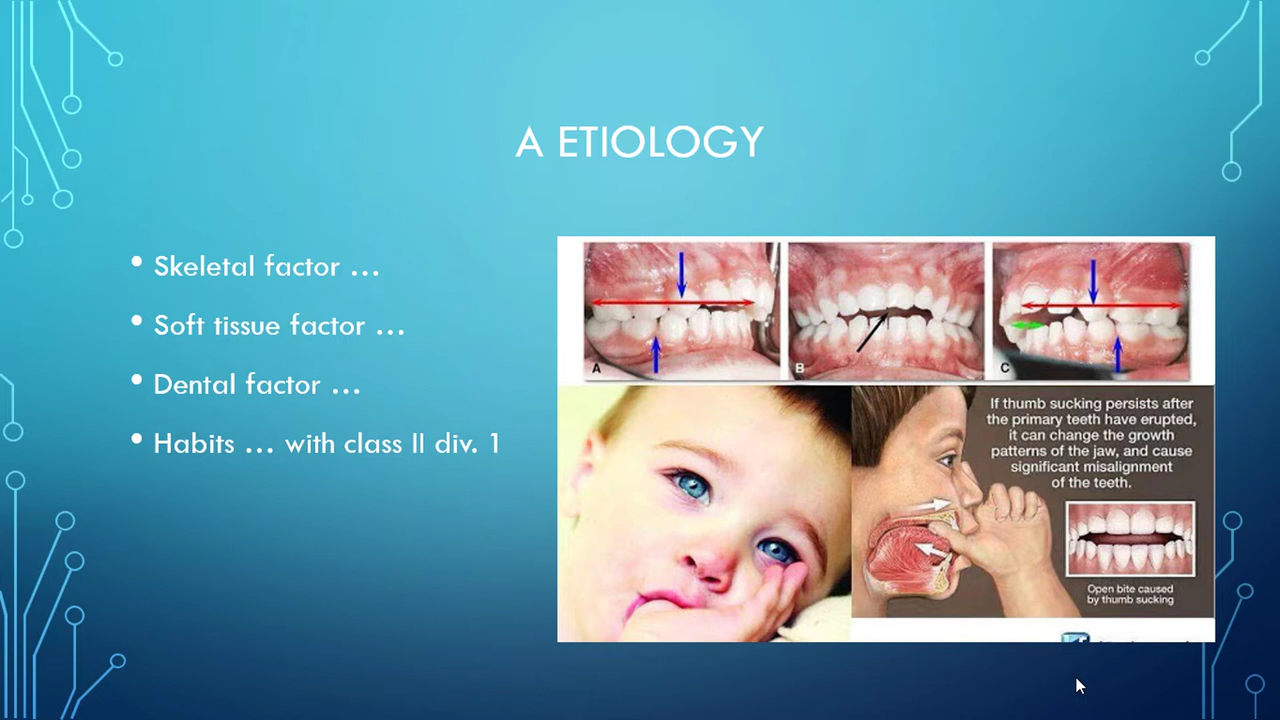 A ETIOLOGY
• Skeletal factor ...
• Soft tissue factor ...
• Dental factor ...
• Habits ... with class II div. 1
A
B
C
If thumb sucking persists after
the primary teeth have erupted,
it can change the growth
patterns of the jaw, and cause
significant misalignment
of the teeth.
Open bite caused
by thumb sucking